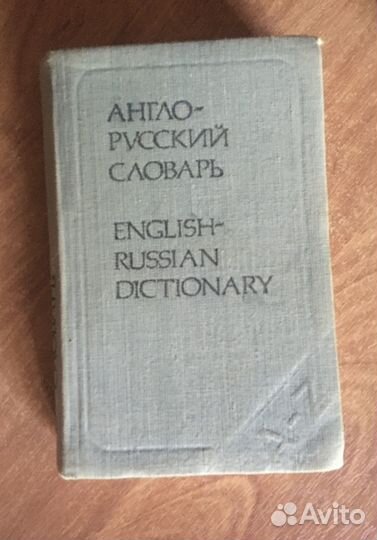 АНГЛО-
РУССКИЙ
СЛОВАРЬ
ENGLISH-
RUSSIAN
DICTIONARY
A-Z
Avito